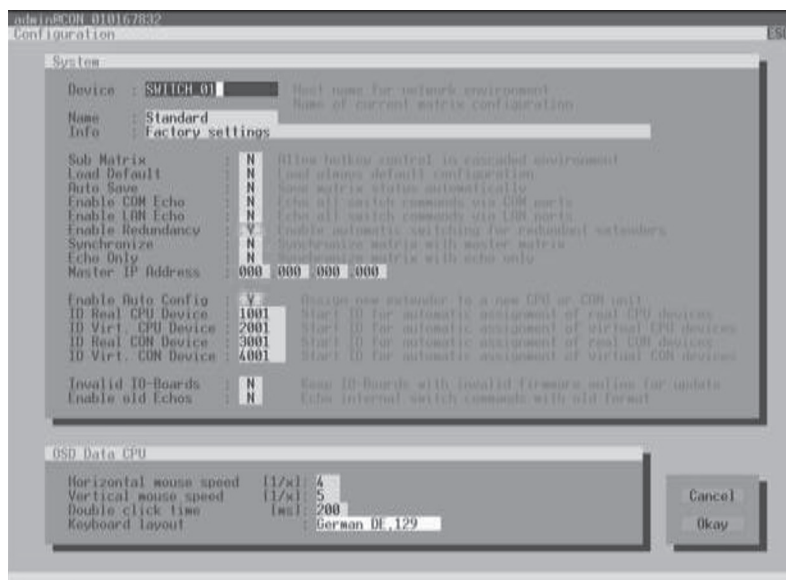 admin@CON_010167832
Configuration ESC
System
Device : SWITCH_01 Host name for network environment
Name of current matrix configuration
Name : Standard
Info : Factory settings
Sub Matrix : N Allow hotkey control in cascaded environment
Load Default : N Load always default configuration
Auto Save : N Save matrix status automatically
Enable COM Echo : N Echo all switch commands via COM ports
Enable LAN Echo : N Echo all switch commands via LAN ports
Enable Redundancy : Y Enable automatic switching for redundant extenders
Synchronize : N Synchronize matrix with master matrix
Echo Only : N Synchronize matrix with echo only
Master IP Address : 000 .000 .000 .000
Enable Auto Config : Y Assign new extender to a new CPU or CON unit
ID Real CPU Device : 1001 Start ID for automatic assignment of real CPU devices
ID Virt. CPU Device : 2001 Start ID for automatic assignment of virtual CPU devices
ID Real CON Device : 3001 Start ID for automatic assignment of real CON devices
ID Virt. CON Device : 4001 Start ID for automatic assignment of virtual CON devices
Invalid IO-Boards : N Keep IO-Boards with invalid firmware online for update
Enable old Echos : N Echo internal switch commands with old format
OSD Data CPU
Horizontal mouse speed [1/x]: 4
Vertical mouse speed [1/x]: 5
Double click time [ms]: 200
Keyboard layout : German DE,129
Cancel
Okay